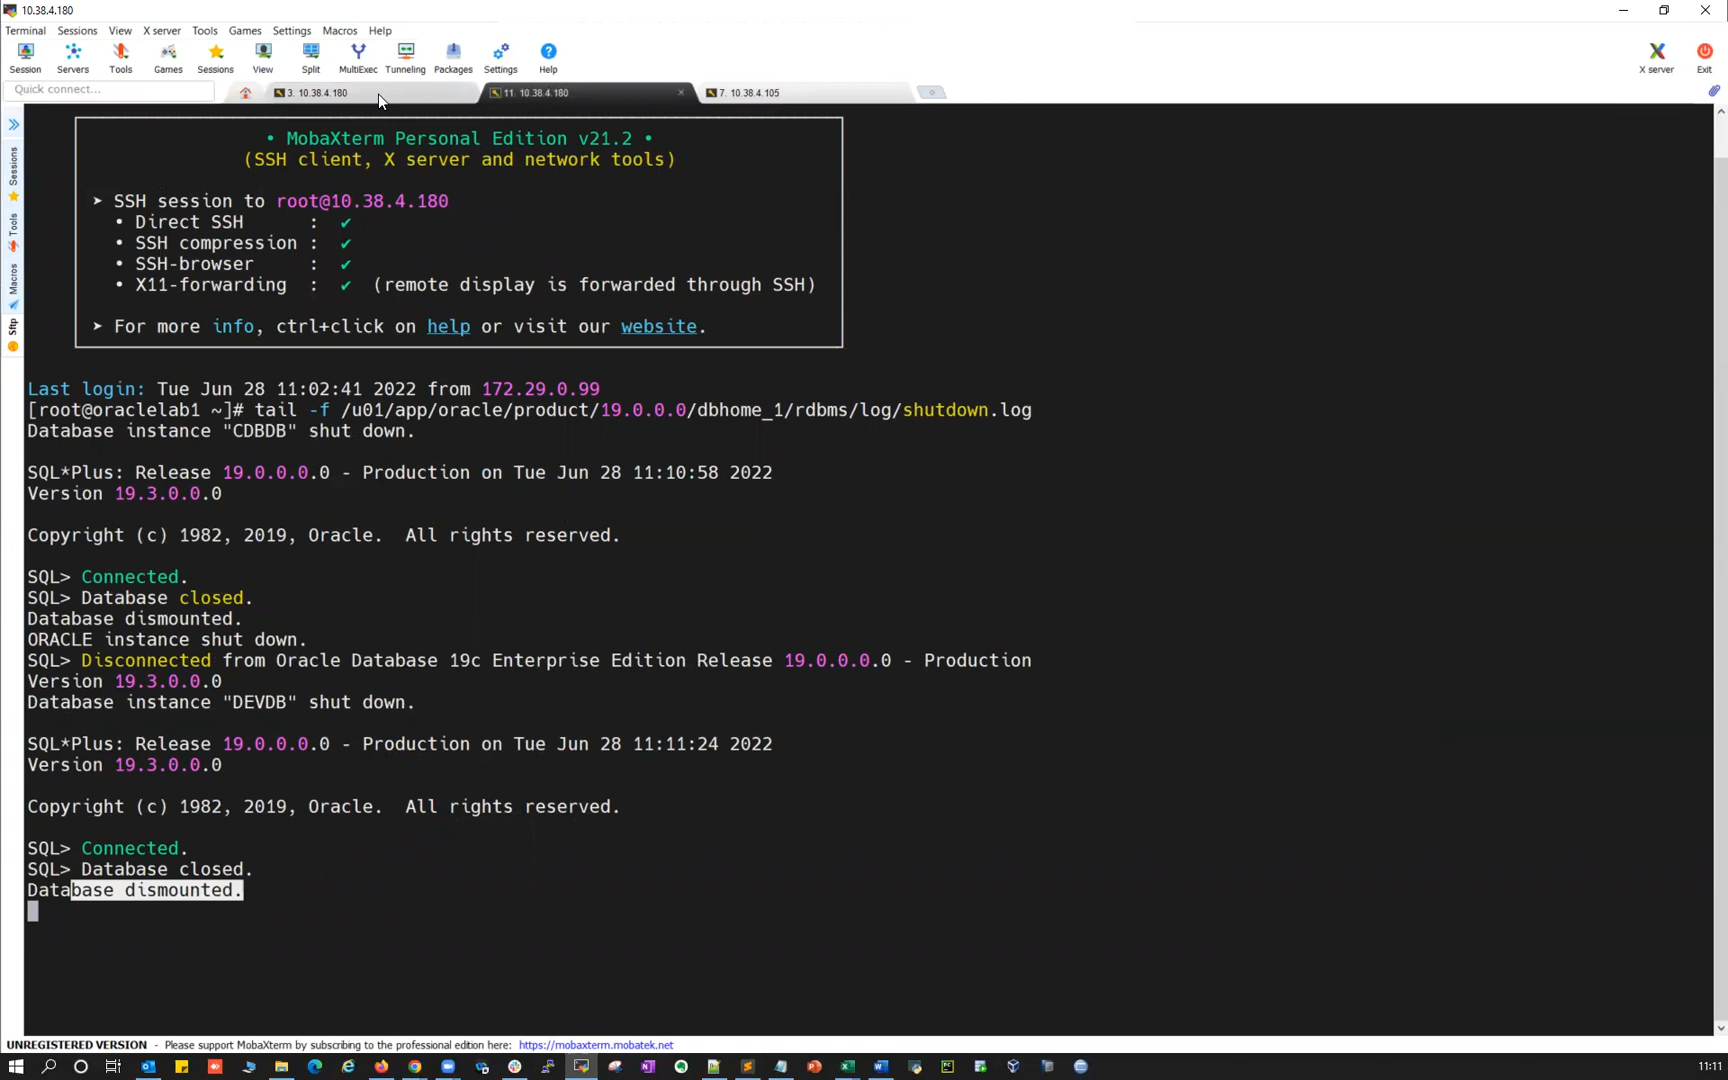 10.38.4.180
Terminal Sessions View X server Tools Games Settings Macros Help
Session Servers Tools Games Sessions View Split MultiExec Tunneling Packages Settings Help X server Exit
Quick connect... 3. 10.38.4.180 11. 10.38.4.180 7. 10.38.4.105
Sessions
Tools
Macros
Sftp
• MobaXterm Personal Edition v21.2 •
(SSH client, X server and network tools)
➤ SSH session to root@10.38.4.180
• Direct SSH : ✔
• SSH compression : ✔
• SSH-browser : ✔
• X11-forwarding : ✔ (remote display is forwarded through SSH)
➤ For more info, ctrl+click on help or visit our website.
Last login: Tue Jun 28 11:02:41 2022 from 172.29.0.99
[root@oraclelab1 ~]# tail -f /u01/app/oracle/product/19.0.0.0/dbhome_1/rdbms/log/shutdown.log
Database instance "CDBDB" shut down.
SQL*Plus: Release 19.0.0.0.0 - Production on Tue Jun 28 11:10:58 2022
Version 19.3.0.0.0
Copyright (c) 1982, 2019, Oracle.  All rights reserved.
SQL> Connected.
SQL> Database closed.
Database dismounted.
ORACLE instance shut down.
SQL> Disconnected from Oracle Database 19c Enterprise Edition Release 19.0.0.0.0 - Production
Version 19.3.0.0.0
Database instance "DEVDB" shut down.
SQL*Plus: Release 19.0.0.0.0 - Production on Tue Jun 28 11:11:24 2022
Version 19.3.0.0.0
Copyright (c) 1982, 2019, Oracle.  All rights reserved.
SQL> Connected.
SQL> Database closed.
Database dismounted.
UNREGISTERED VERSION - Please support MobaXterm by subscribing to the professional edition here: https://mobaxterm.mobatek.net
11:11